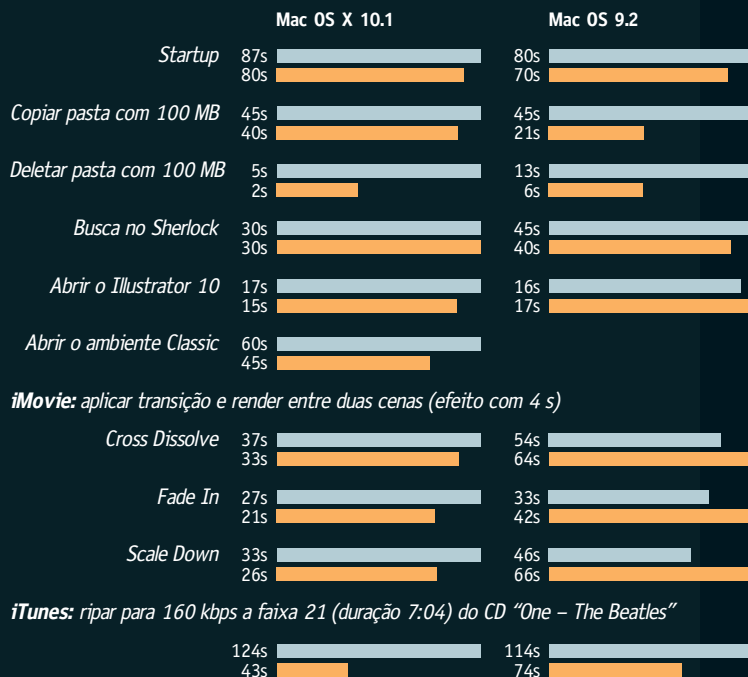 Mac OS X 10.1 Mac OS 9.2
Startup 87s 80s
80s 70s
Copiar pasta com 100 MB 45s 45s
40s 21s
Deletar pasta com 100 MB 5s 13s
2s 6s
Busca no Sherlock 30s 45s
30s 40s
Abrir o Illustrator 10 17s 16s
15s 17s
Abrir o ambiente Classic 60s
45s
iMovie: aplicar transição e render entre duas cenas (efeito com 4 s)
Cross Dissolve 37s 54s
33s 64s
Fade In 27s 33s
21s 42s
Scale Down 33s 46s
26s 66s
iTunes: ripar para 160 kbps a faixa 21 (duração 7:04) do CD “One – The Beatles”
124s 114s
43s 74s